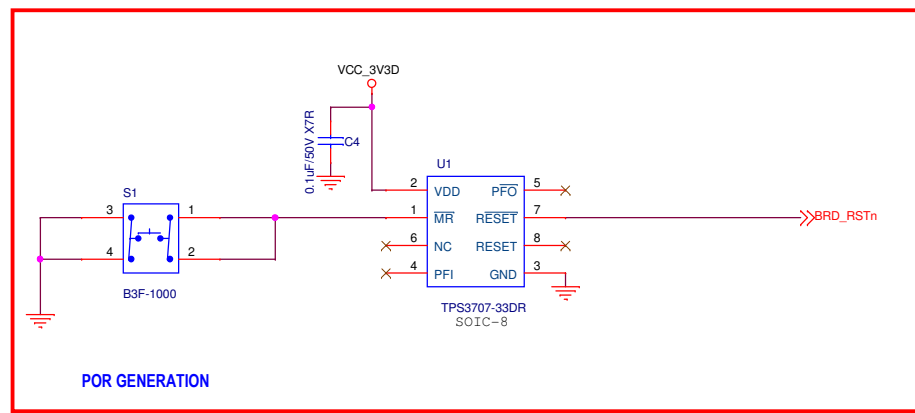 VCC_3V3D
0.1uF/50V X7R
C4
U1
2 VDD PFO 5
1 MR RESET 7
6 NC RESET 8
4 PFI GND 3
TPS3707-33DR
SOIC-8
BRD_RSTn
S1
3 1
4 2
B3F-1000
POR GENERATION